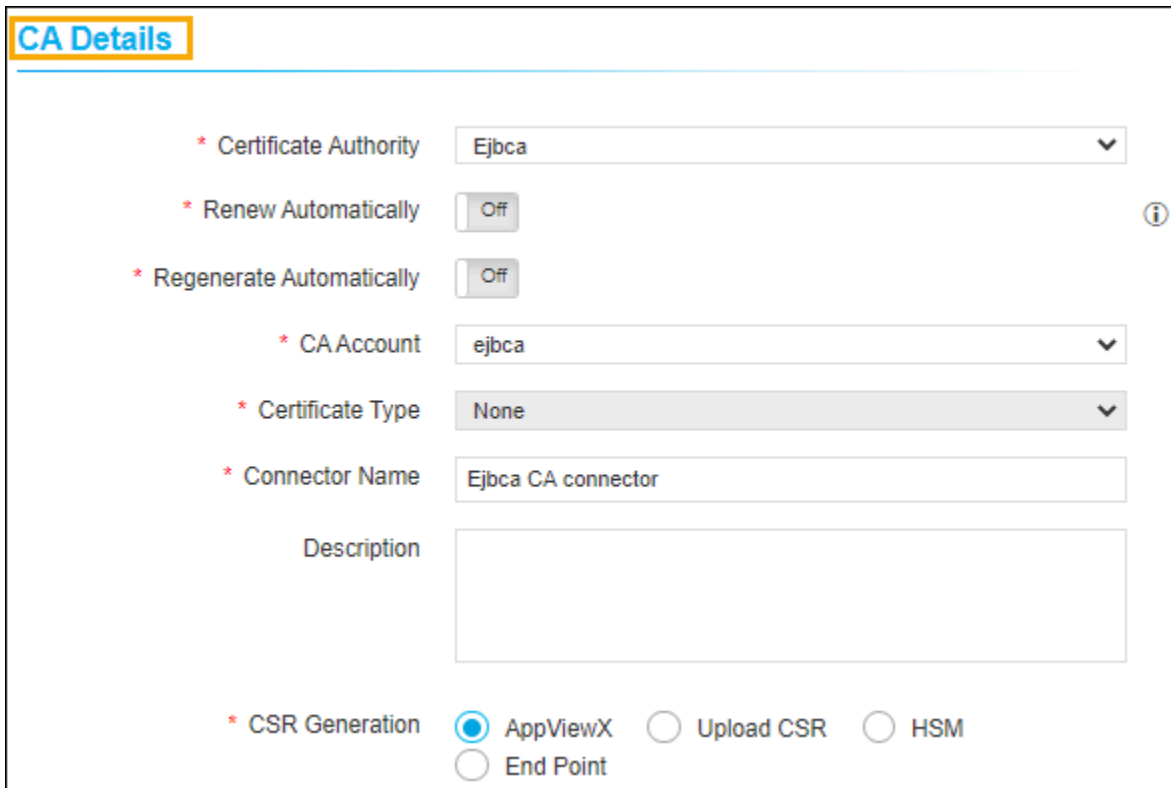 CA Details
* Certificate Authority Ejbca
* Renew Automatically Off
* Regenerate Automatically Off
* CA Account ejbca
* Certificate Type None
* Connector Name Ejbca CA connector
Description
* CSR Generation AppViewX Upload CSR HSM
End Point